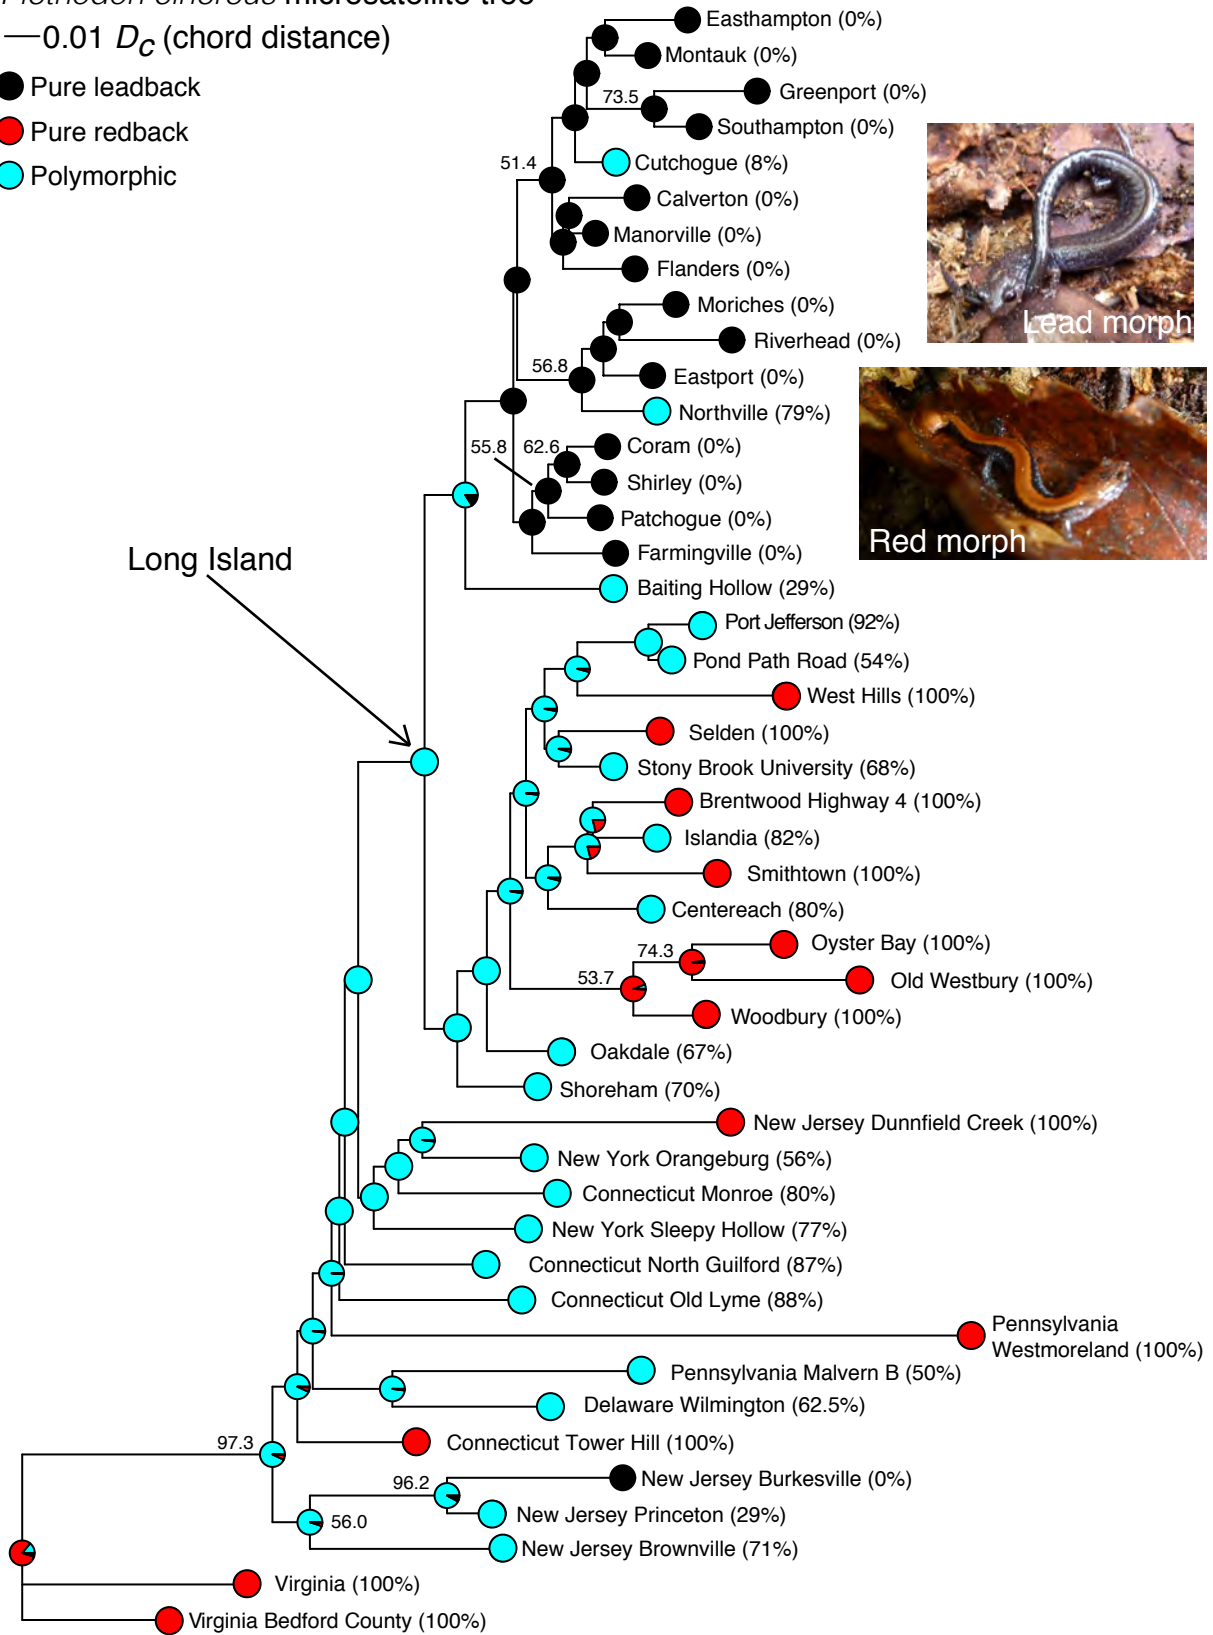 microsatellite tree
0.01 DC (chord distance)
Pure leadback
Pure redback
Polymorphic
Easthampton (0%)
Montauk (0%)
73.5
Greenport (0%)
Southampton (0%)
51.4
Cutchogue (8%)
Calverton (0%)
Manorville (0%)
Flanders (0%)
Lead morph
Moriches (0%)
Riverhead (0%)
56.8
Eastport (0%)
Northville (79%)
55.8
62.6
Coram (0%)
Shirley (0%)
Patchogue (0%)
Red morph
Farmingville (0%)
Long Island
Baiting Hollow (29%)
Port Jefferson (92%)
Pond Path Road (54%)
West Hills (100%)
Selden (100%)
Stony Brook University (68%)
Brentwood Highway 4 (100%)
Islandia (82%)
Smithtown (100%)
Centereach (80%)
74.3
Oyster Bay (100%)
53.7
Old Westbury (100%)
Woodbury (100%)
Oakdale (67%)
Shoreham (70%)
New Jersey Dunnfield Creek (100%)
New York Orangeburg (56%)
Connecticut Monroe (80%)
New York Sleepy Hollow (77%)
Connecticut North Guilford (87%)
Connecticut Old Lyme (88%)
Pennsylvania
Westmoreland (100%)
Pennsylvania Malvern B (50%)
Delaware Wilmington (62.5%)
97.3
Connecticut Tower Hill (100%)
96.2
New Jersey Burkesville (0%)
New Jersey Princeton (29%)
56.0
New Jersey Brownville (71%)
Virginia (100%)
Virginia Bedford County (100%)